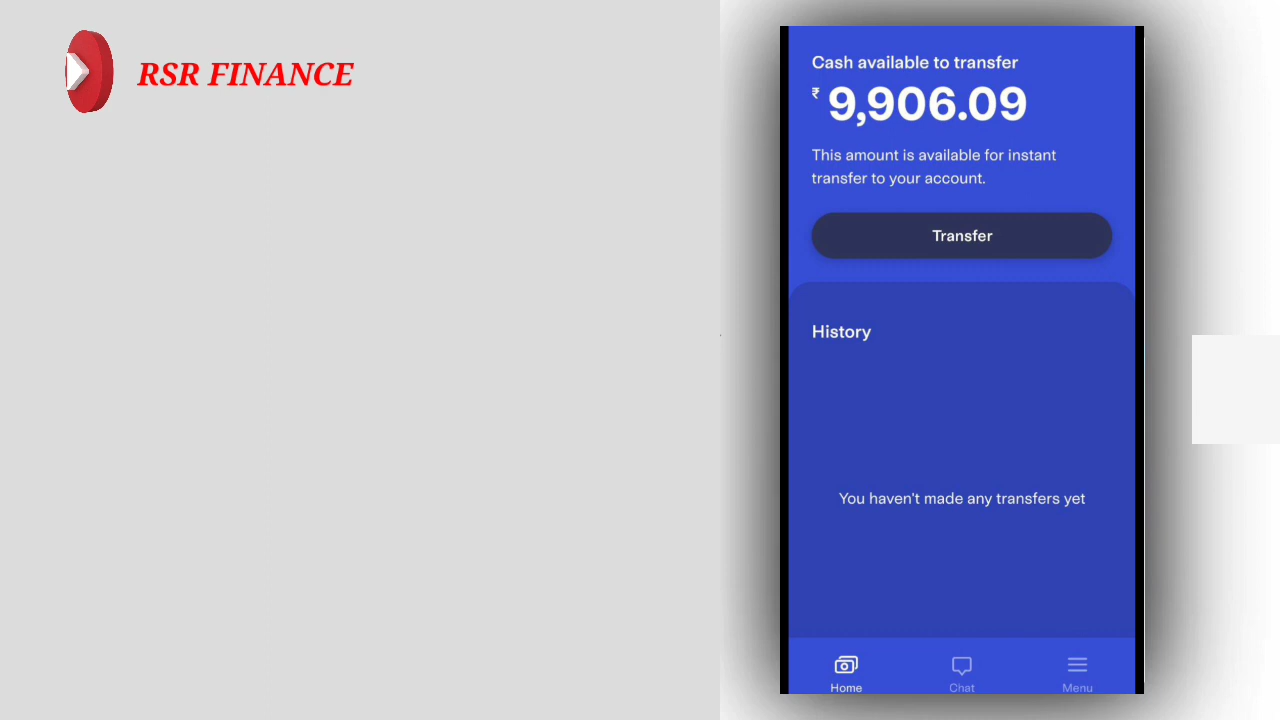 RSR FINANCE
Cash available to transfer
₹ 9,906.09
This amount is available for instant
transfer to your account.
Transfer
History
You haven't made any transfers yet
Home
Chat
Menu